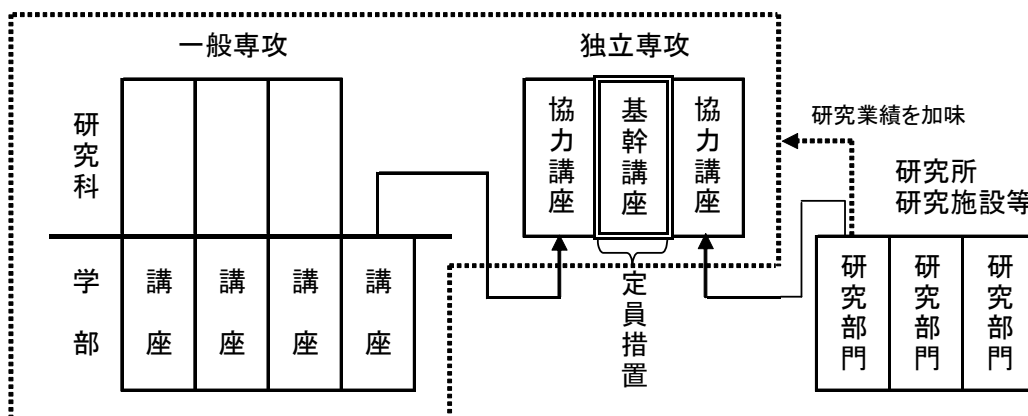 一般専攻
独立専攻
研究科
協力講座
基幹講座
協力講座
研究業績を加味
研究所
研究施設等
学部
講座
講座
講座
講座
定員措置
研究部門
研究部門
研究部門